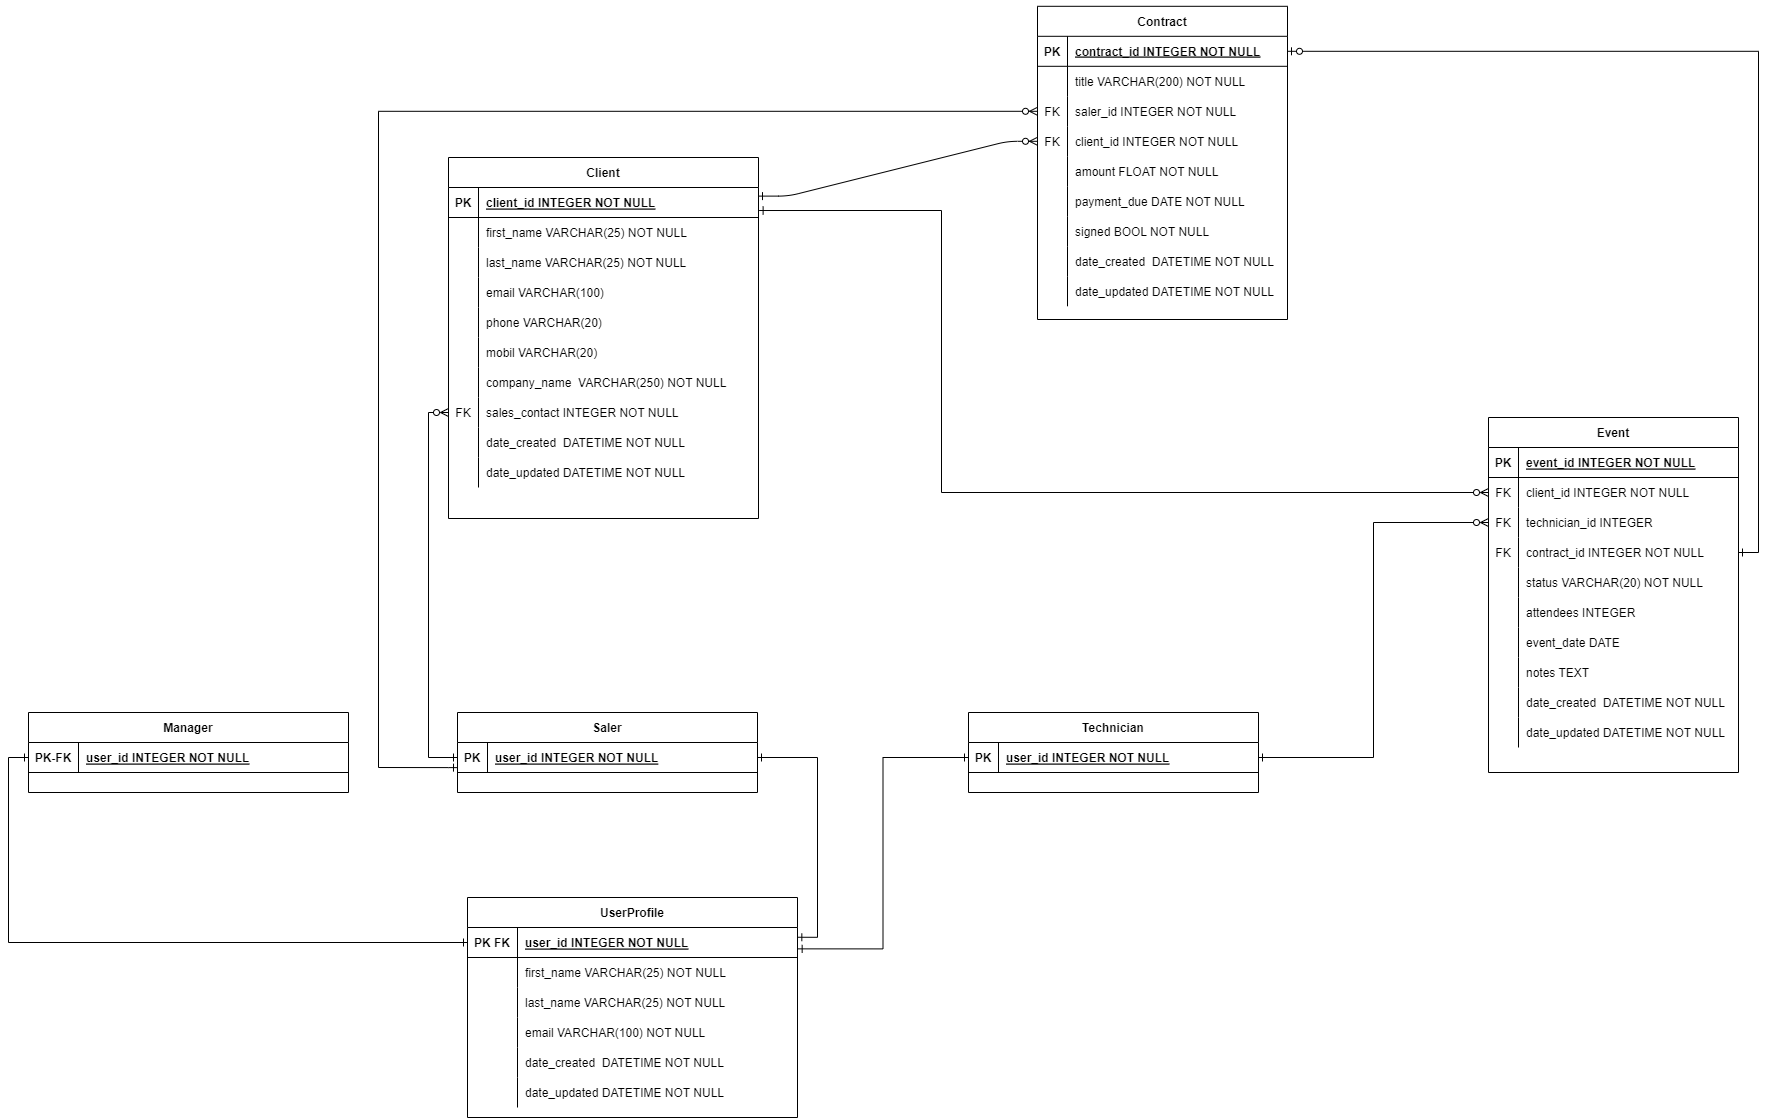 Contract
PK contract_id INTEGER NOT NULL
title VARCHAR(200) NOT NULL
FK saler_id INTEGER NOT NULL
FK client_id INTEGER NOT NULL
amount FLOAT NOT NULL
payment_due DATE NOT NULL
signed BOOL NOT NULL
date_created  DATETIME NOT NULL
date_updated DATETIME NOT NULL
Client
PK client_id INTEGER NOT NULL
first_name VARCHAR(25) NOT NULL
last_name VARCHAR(25) NOT NULL
email VARCHAR(100)
phone VARCHAR(20)
mobil VARCHAR(20)
company_name  VARCHAR(250) NOT NULL
FK sales_contact INTEGER NOT NULL
date_created  DATETIME NOT NULL
date_updated DATETIME NOT NULL
Event
PK event_id INTEGER NOT NULL
FK client_id INTEGER NOT NULL
FK technician_id INTEGER
FK contract_id INTEGER NOT NULL
status VARCHAR(20) NOT NULL
attendees INTEGER
event_date DATE
notes TEXT
date_created  DATETIME NOT NULL
date_updated DATETIME NOT NULL
Manager
PK-FK user_id INTEGER NOT NULL
Saler
PK user_id INTEGER NOT NULL
Technician
PK user_id INTEGER NOT NULL
UserProfile
PK FK user_id INTEGER NOT NULL
first_name VARCHAR(25) NOT NULL
last_name VARCHAR(25) NOT NULL
email VARCHAR(100) NOT NULL
date_created  DATETIME NOT NULL
date_updated DATETIME NOT NULL